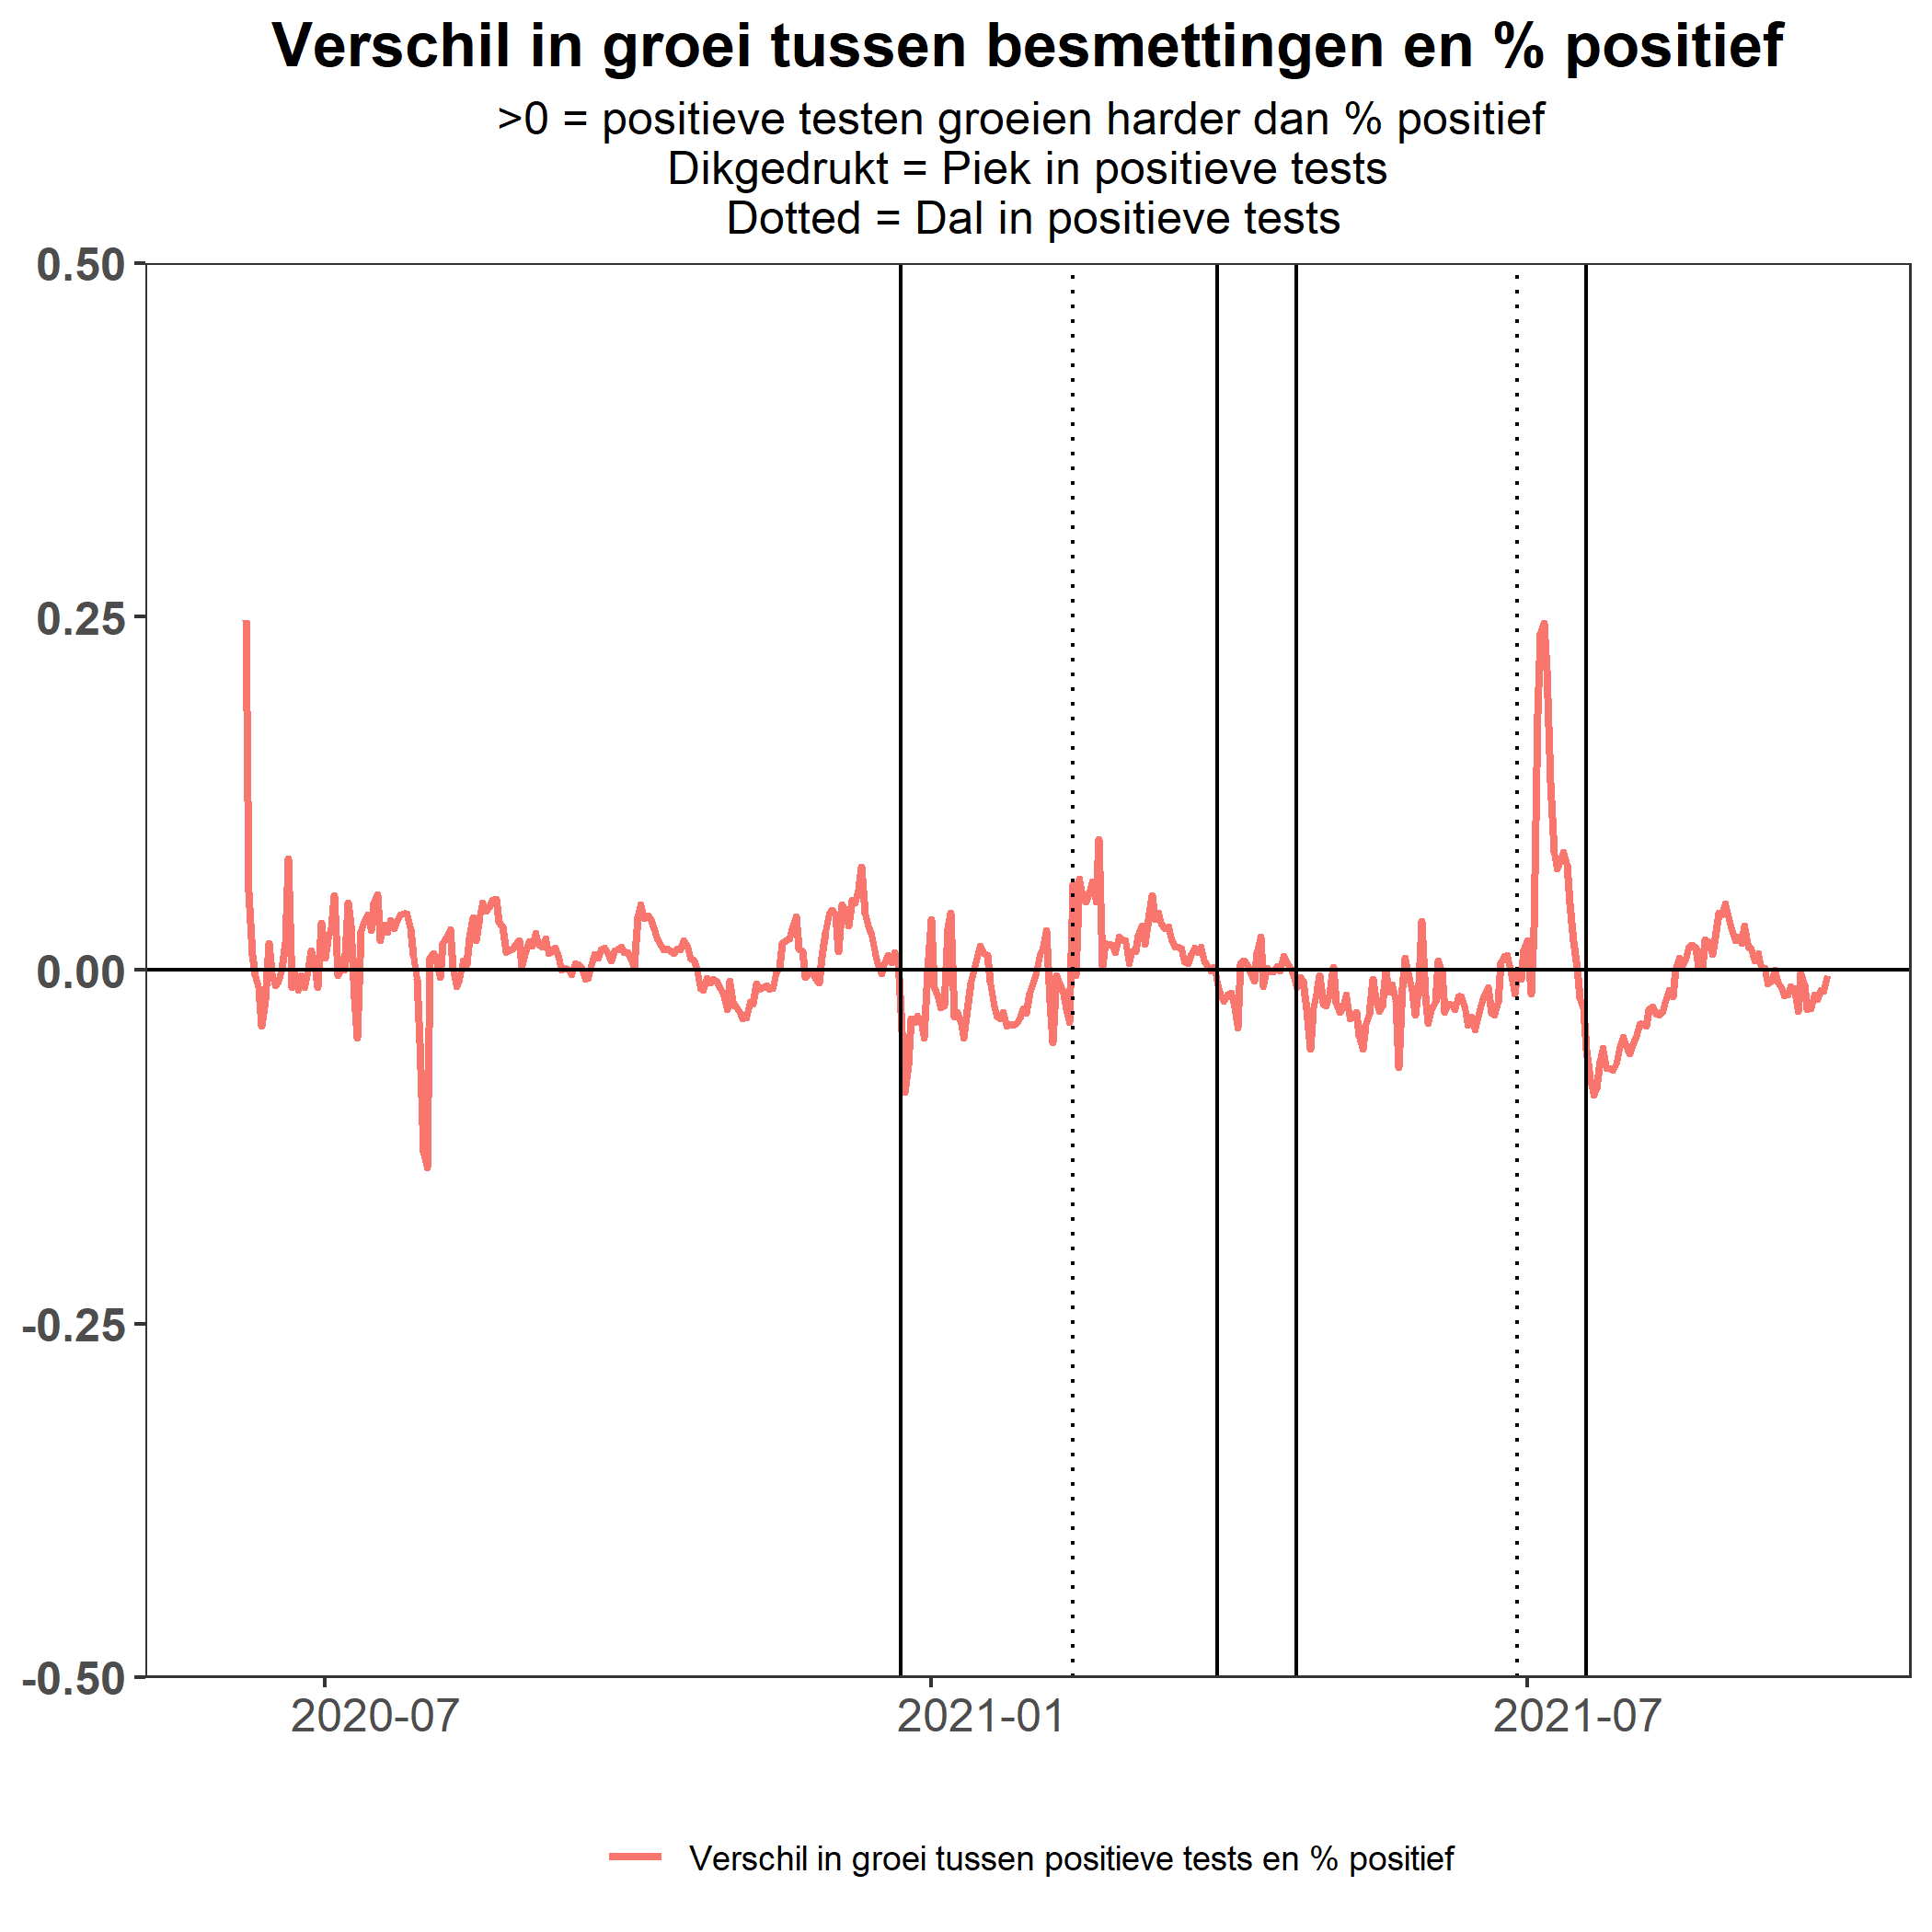 Verschil in groei tussen besmettingen en % positief
>0 = positieve testen groeien harder dan % positief
Dikgedrukt = Piek in positieve tests
Dotted = Dal in positieve tests
0.50
0.25
0.00
-0.25
-0.50
2020-07
2021-01
2021-07
Verschil in groei tussen positieve tests en % positief